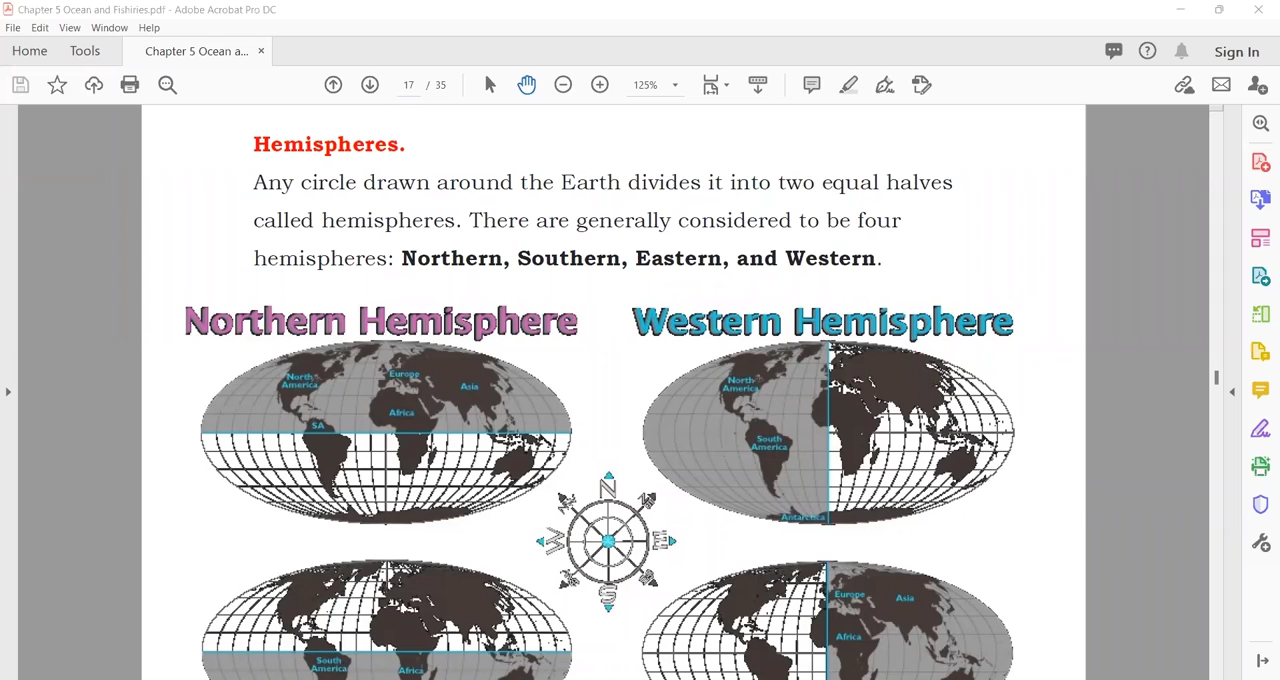 Chapter 5 Ocean and Fishiries.pdf - Adobe Acrobat Pro DC
File Edit View Window Help
Home Tools Chapter 5 Ocean a... × Sign In
17 / 35 125%
Hemispheres.
Any circle drawn around the Earth divides it into two equal halves
called hemispheres. There are generally considered to be four
hemispheres: Northern, Southern, Eastern, and Western.
Northern Hemisphere
North
America
Europe
Asia
Africa
SA
Western Hemisphere
North
America
South
America
Antarctica
N
W E
S
South
America
Africa
Europe
Asia
Africa